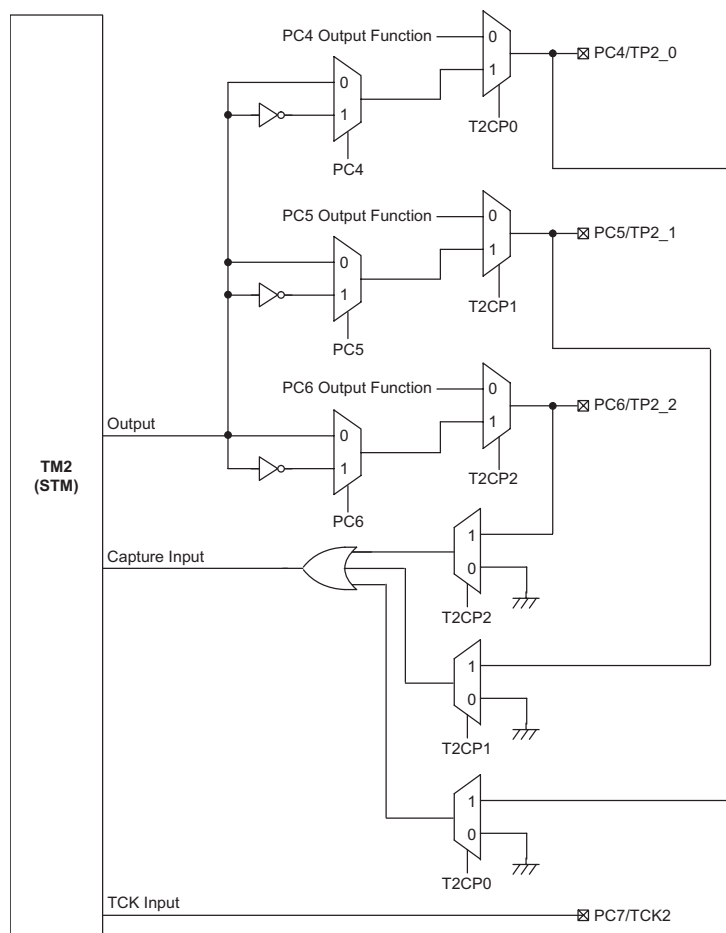 PC4 Output Function
0
1
T2CP0
PC4/TP2_0
0
1
PC4
PC5 Output Function
0
1
T2CP1
PC5/TP2_1
0
1
PC5
PC6 Output Function
0
1
T2CP2
PC6/TP2_2
Output
0
1
PC6
TM2
(STM)
Capture Input
1
0
T2CP2
1
0
T2CP1
1
0
T2CP0
TCK Input
PC7/TCK2